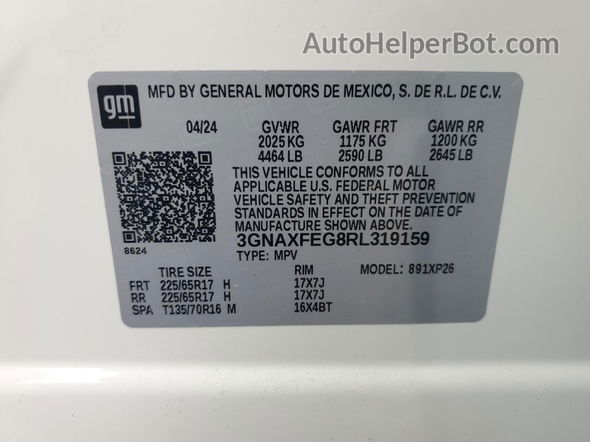 AutoHelperBot.com
gm
MFD BY GENERAL MOTORS DE MEXICO, S. DE R.L. DE C.V.
04/24 GVWR GAWR FRT GAWR RR
2025 KG 1175 KG 1200 KG
4464 LB 2590 LB 2645 LB
THIS VEHICLE CONFORMS TO ALL
APPLICABLE U.S. FEDERAL MOTOR
VEHICLE SAFETY AND THEFT PREVENTION
STANDARDS IN EFFECT ON THE DATE OF
MANUFACTURE SHOWN ABOVE.
3GNAXFEG8RL319159
8624
TYPE: MPV
TIRE SIZE RIM MODEL: 891XP26
FRT 225/65R17 H 17X7J
RR 225/65R17 H 17X7J
SPA T135/70R16 M 16X4BT